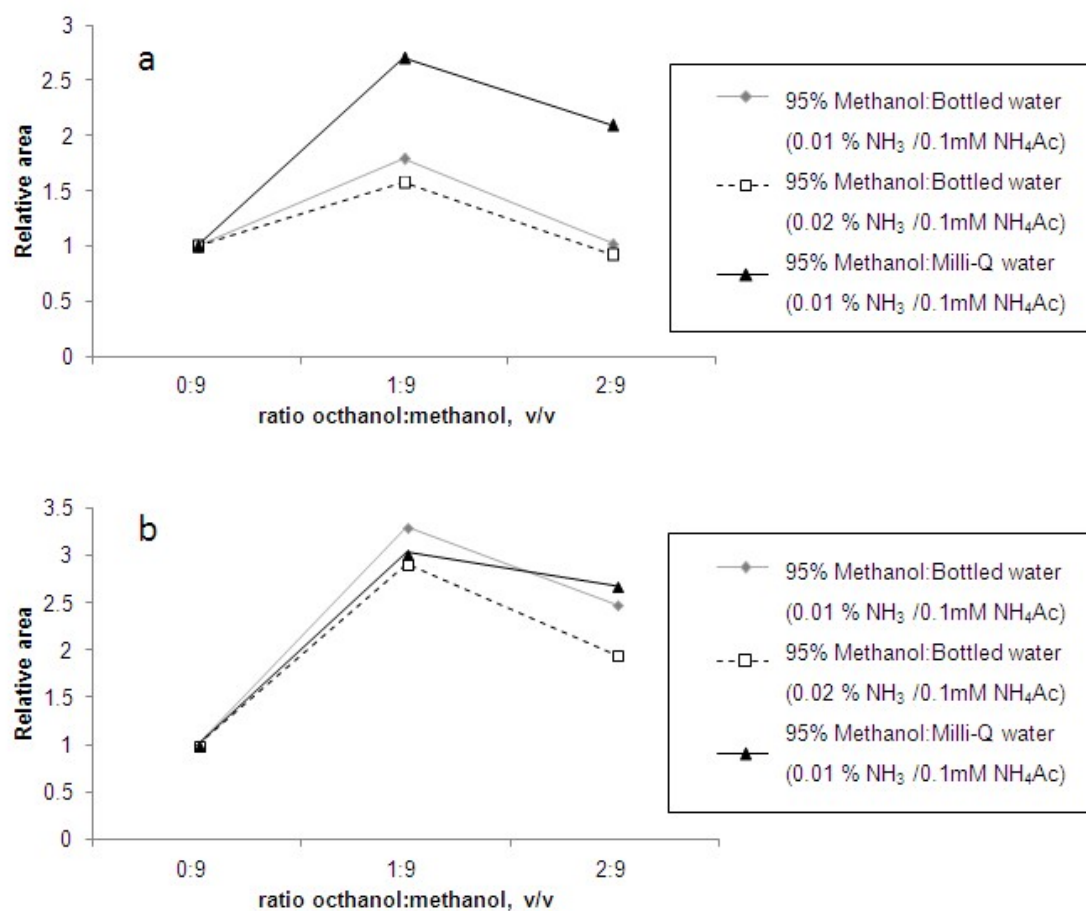 a
3
2.5
2
1.5
1
0.5
0
Relative area
0:9 1:9 2:9
ratio octhanol:methanol, v/v
95% Methanol:Bottled water
(0.01 % NH₃ /0.1mM NH₄Ac)
95% Methanol:Bottled water
(0.02 % NH₃ /0.1mM NH₄Ac)
95% Methanol:Milli-Q water
(0.01 % NH₃ /0.1mM NH₄Ac)
b
3.5
3
2.5
2
1.5
1
0.5
0
Relative area
0:9 1:9 2:9
ratio octhanol:methanol, v/v
95% Methanol:Bottled water
(0.01 % NH₃ /0.1mM NH₄Ac)
95% Methanol:Bottled water
(0.02 % NH₃ /0.1mM NH₄Ac)
95% Methanol:Milli-Q water
(0.01 % NH₃ /0.1mM NH₄Ac)